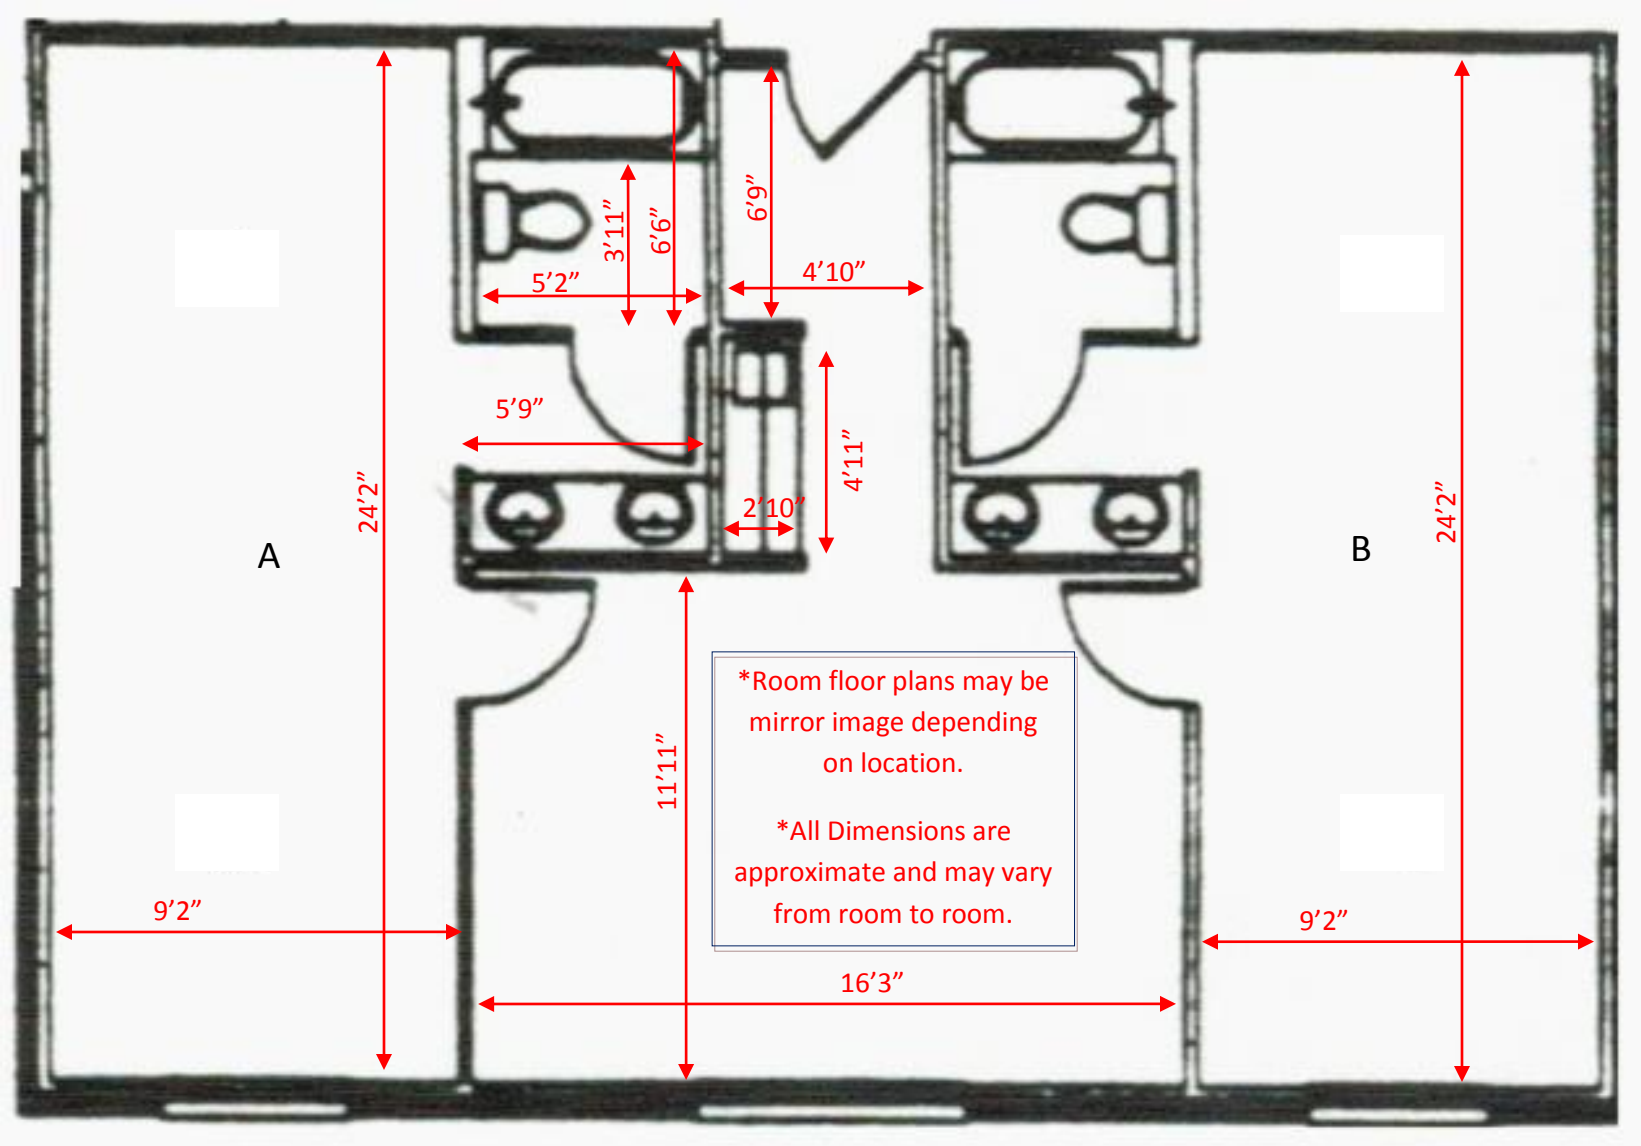 6’9”
3’11”
6’6”
4’10”
5’2”
5’9”
4’11”
24’2”
2’10”
24’2”
A
B
*Room floor plans may be
mirror image depending
on location.
11’11”
*All Dimensions are
approximate and may vary
from room to room.
9’2”
9’2”
16’3”